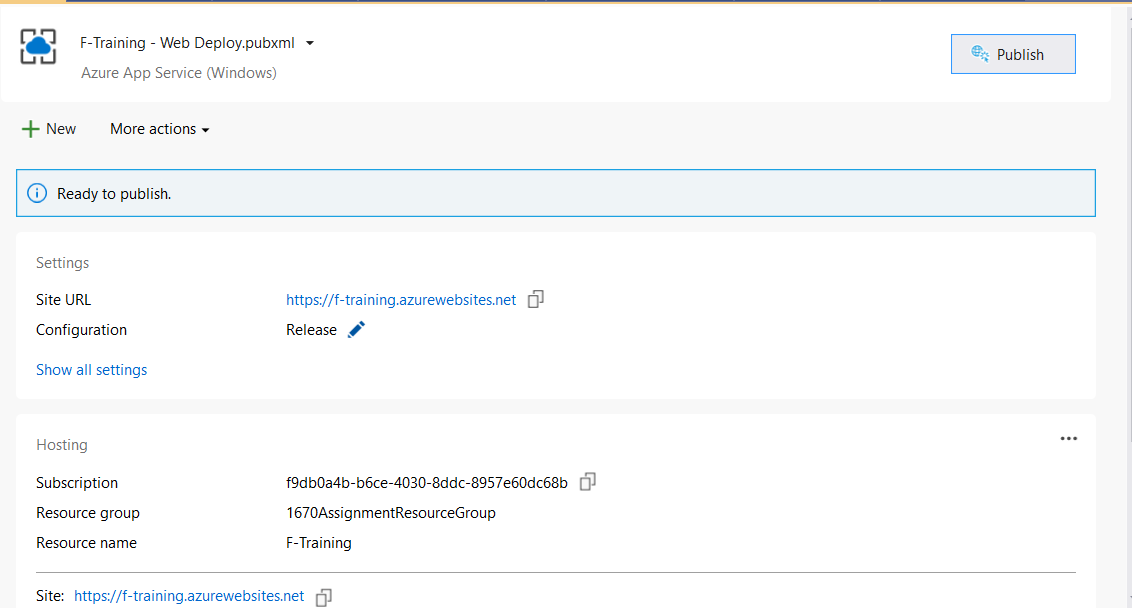 F-Training - Web Deploy.pubxml
Azure App Service (Windows)
Publish
New More actions
Ready to publish.
Settings
Site URL https://f-training.azurewebsites.net
Configuration Release
Show all settings
Hosting
Subscription f9db0a4b-b6ce-4030-8ddc-8957e60dc68b
Resource group 1670AssignmentResourceGroup
Resource name F-Training
Site: https://f-training.azurewebsites.net